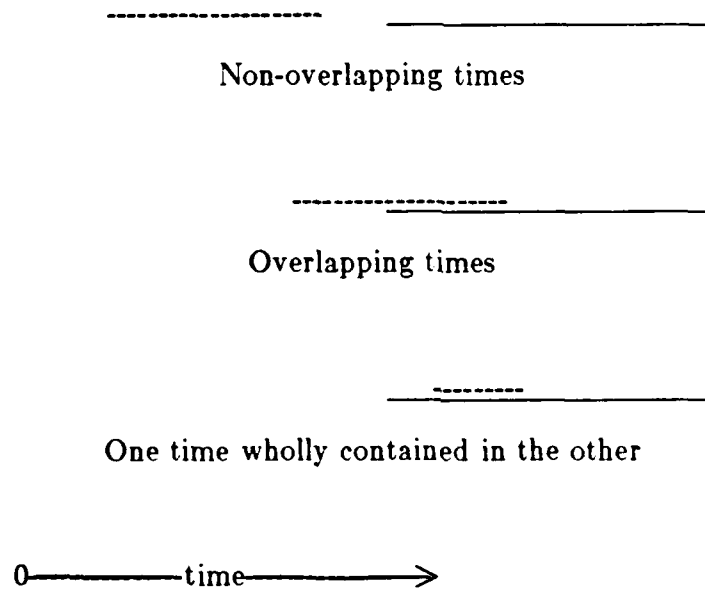 Non-overlapping times
Overlapping times
One time wholly contained in the other
0 time